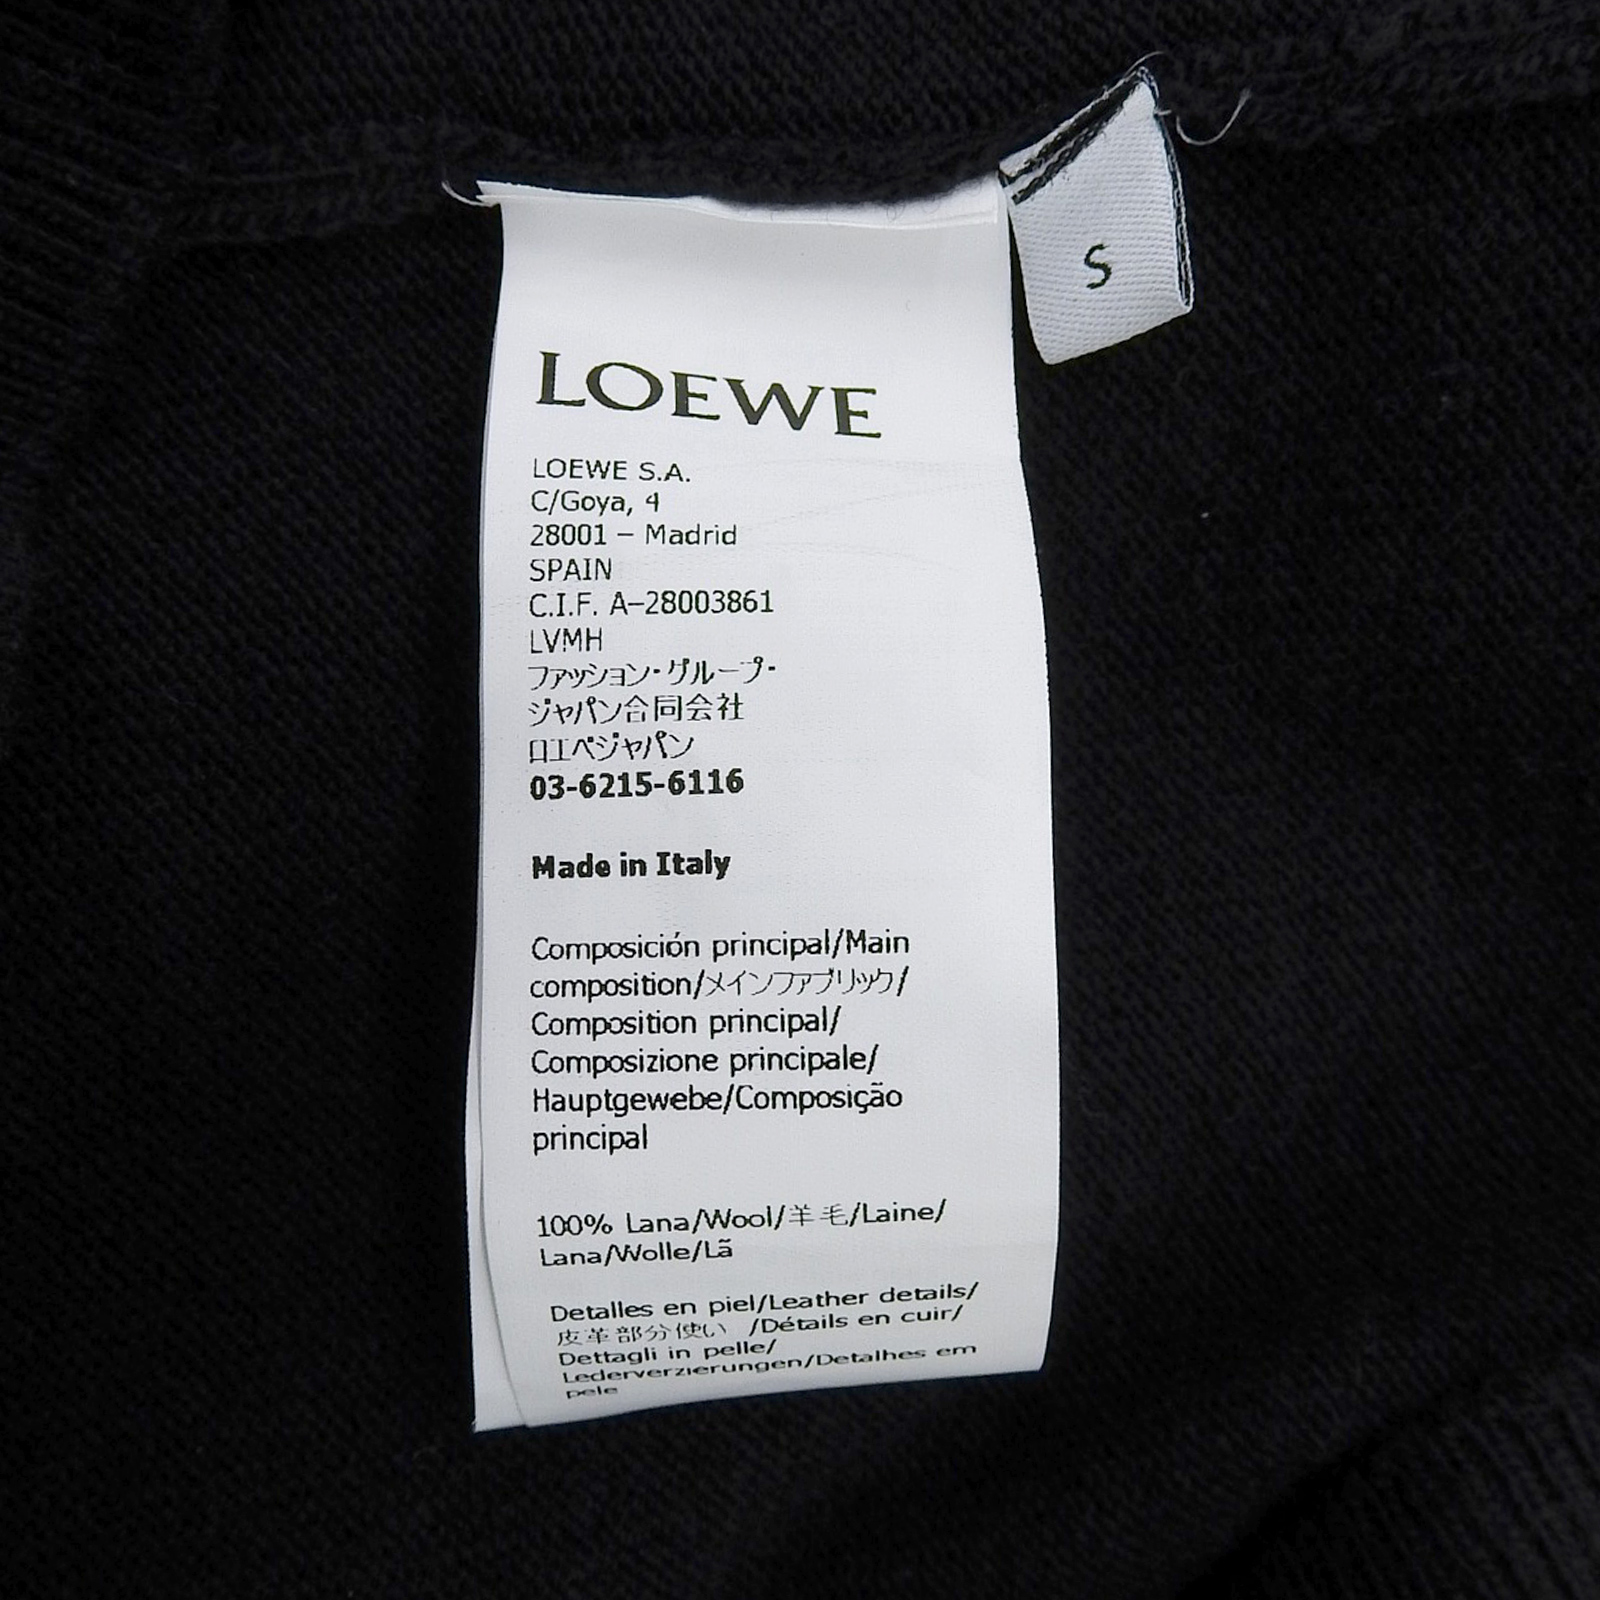 S
LOEWE
LOEWE S.A.
C/Goya, 4
28001 – Madrid
SPAIN
C.I.F. A–28003861
LVMH
ファッション・グループ・
ジャパン合同会社
ロエベジャパン
03-6215-6116
Made in Italy
Composición principal/Main
composition/メインファブリック/
Composition principal/
Composizione principale/
Hauptgewebe/Composição
principal
100% Lana/Wool/羊毛/Laine/
Lana/Wolle/Lã
Detalles en piel/Leather details/
皮革部分使い /Détails en cuir/
Dettagli in pelle/
Lederverzierungen/Detalhes em
pele